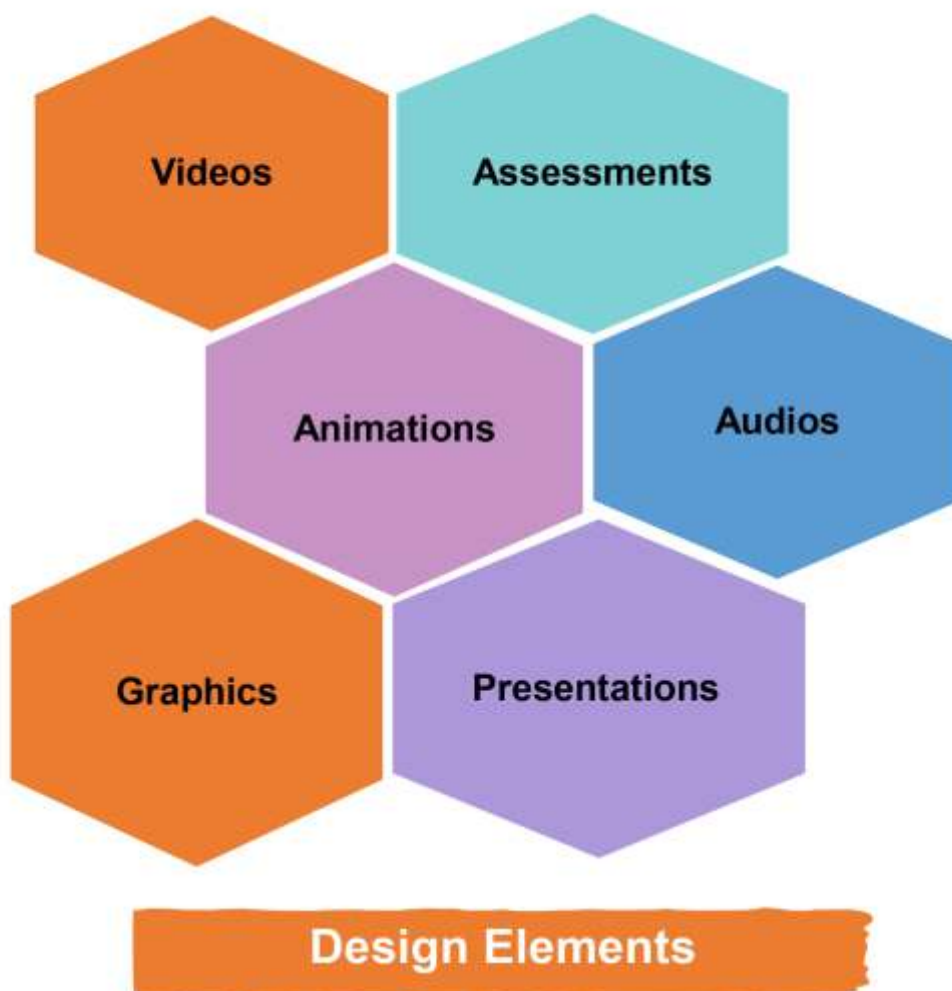 Videos
Assessments
Animations
Audios
Graphics
Presentations
Design Elements